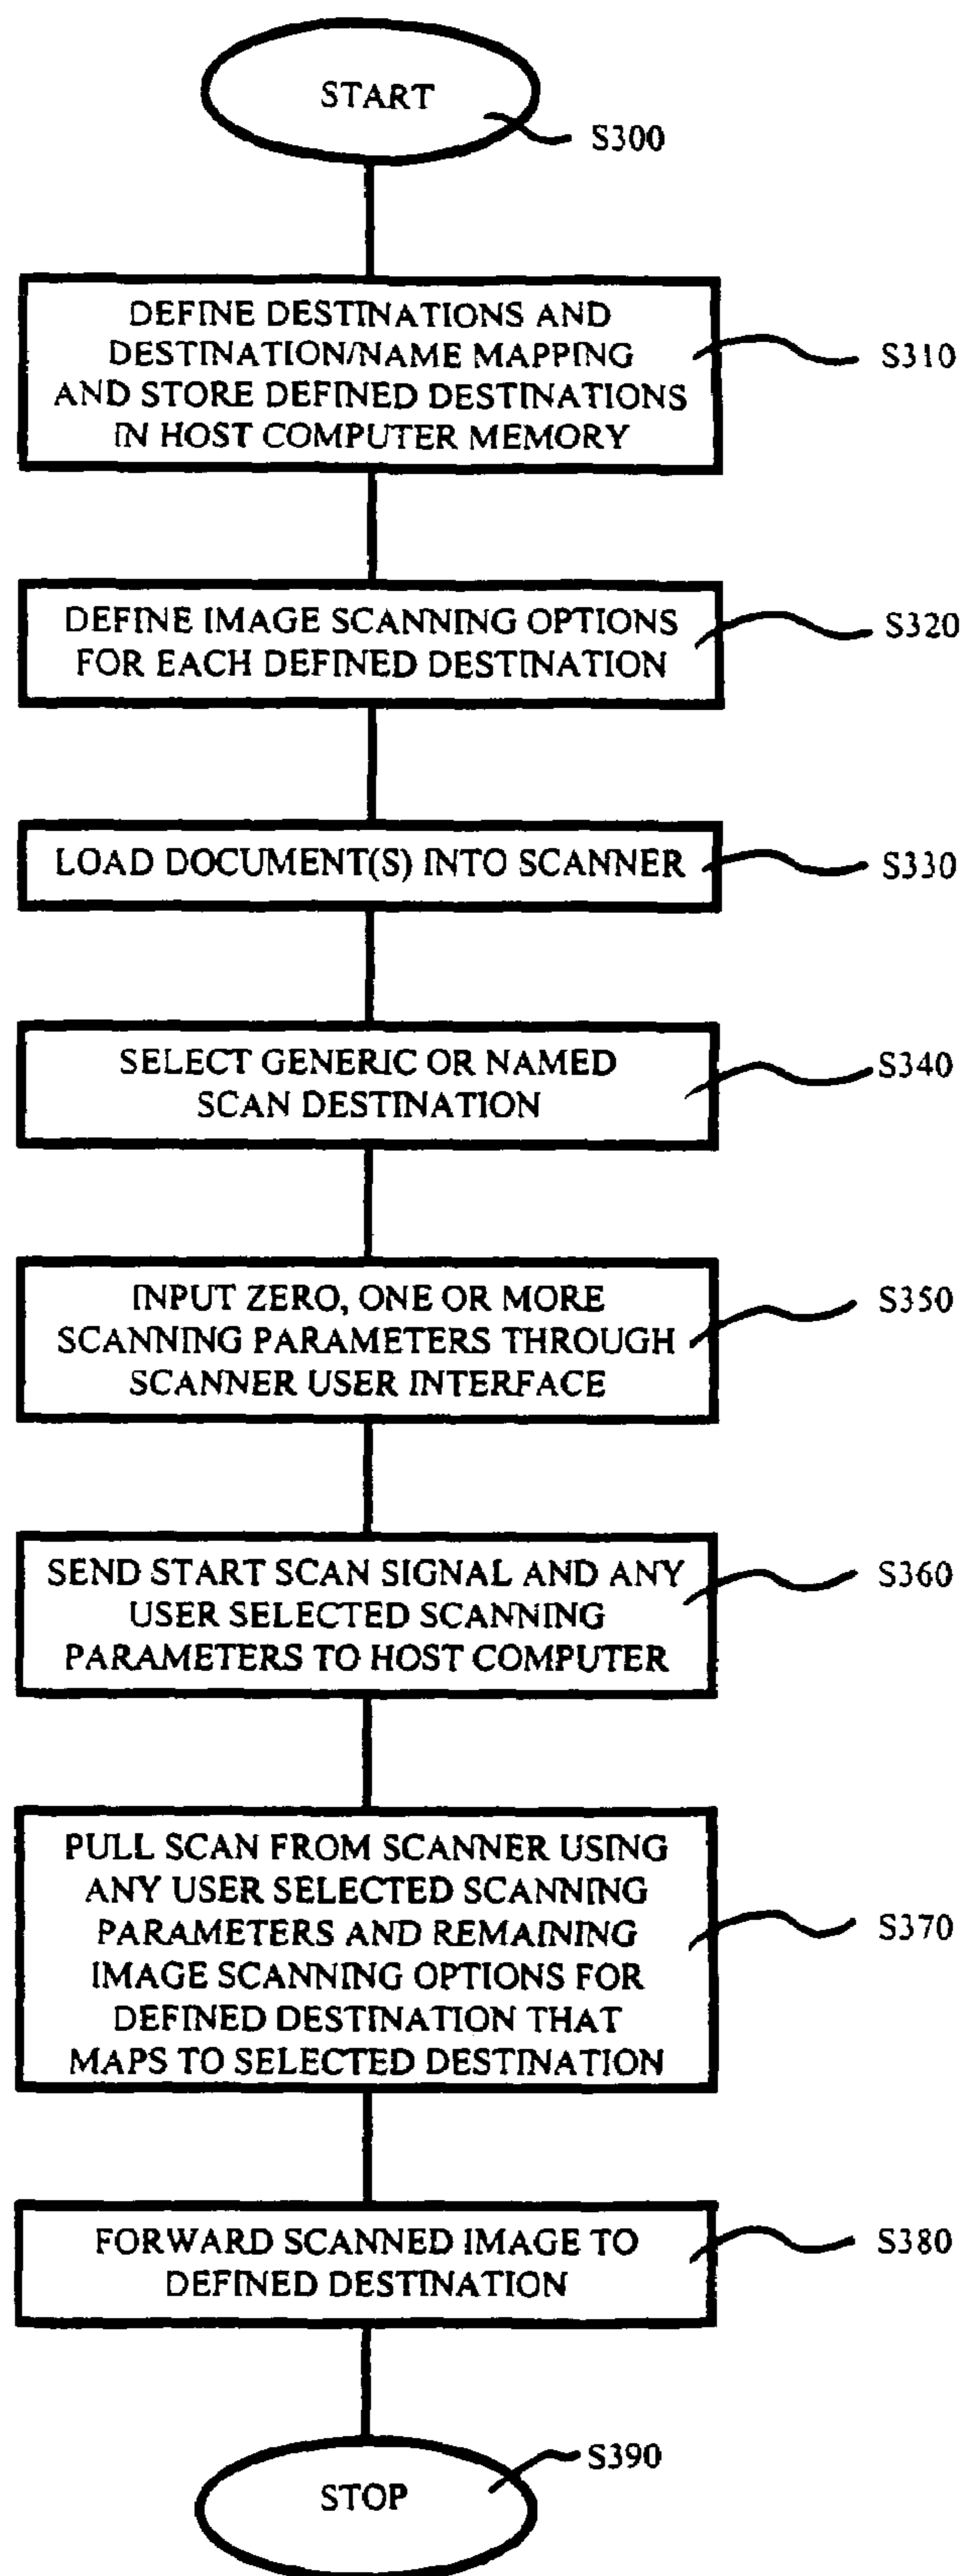 START
S300
DEFINE DESTINATIONS AND
DESTINATION/NAME MAPPING
AND STORE DEFINED DESTINATIONS
IN HOST COMPUTER MEMORY
S310
DEFINE IMAGE SCANNING OPTIONS
FOR EACH DEFINED DESTINATION
S320
LOAD DOCUMENT(S) INTO SCANNER
S330
SELECT GENERIC OR NAMED
SCAN DESTINATION
S340
INPUT ZERO, ONE OR MORE
SCANNING PARAMETERS THROUGH
SCANNER USER INTERFACE
S350
SEND START SCAN SIGNAL AND ANY
USER SELECTED SCANNING
PARAMETERS TO HOST COMPUTER
S360
PULL SCAN FROM SCANNER USING
ANY USER SELECTED SCANNING
PARAMETERS AND REMAINING
IMAGE SCANNING OPTIONS FOR
DEFINED DESTINATION THAT
MAPS TO SELECTED DESTINATION
S370
FORWARD SCANNED IMAGE TO
DEFINED DESTINATION
S380
STOP
S390